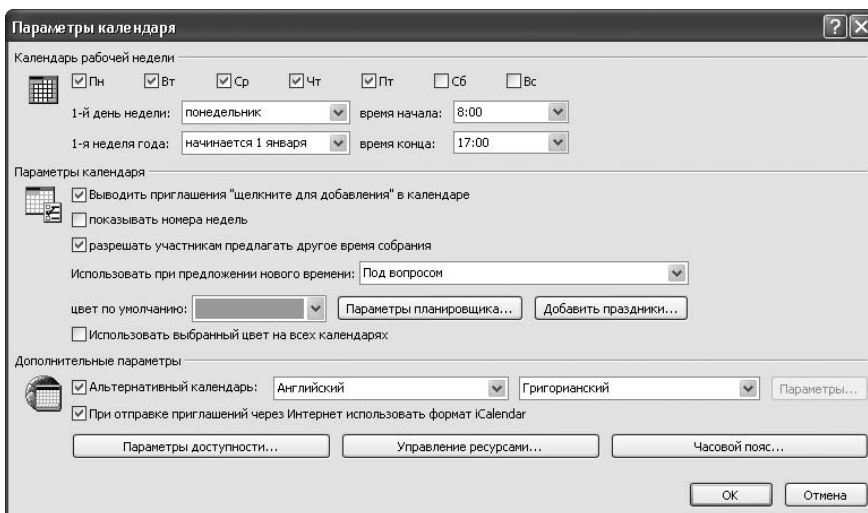 Параметры календаря
Календарь рабочей недели
Пн Вт Ср Чт Пт Сб Вс
1-й день недели: понедельник время начала: 8:00
1-я неделя года: начинается 1 января время конца: 17:00
Параметры календаря
Выводить приглашения "щелкните для добавления" в календаре
показывать номера недель
разрешать участникам предлагать другое время собрания
Использовать при предложении нового времени: Под вопросом
цвет по умолчанию: Параметры планировщика... Добавить праздники...
Использовать выбранный цвет на всех календарях
Дополнительные параметры
Альтернативный календарь: Английский Григорианский Параметры...
При отправке приглашений через Интернет использовать формат iCalendar
Параметры доступности... Управление ресурсами... Часовой пояс...
ОК Отмена